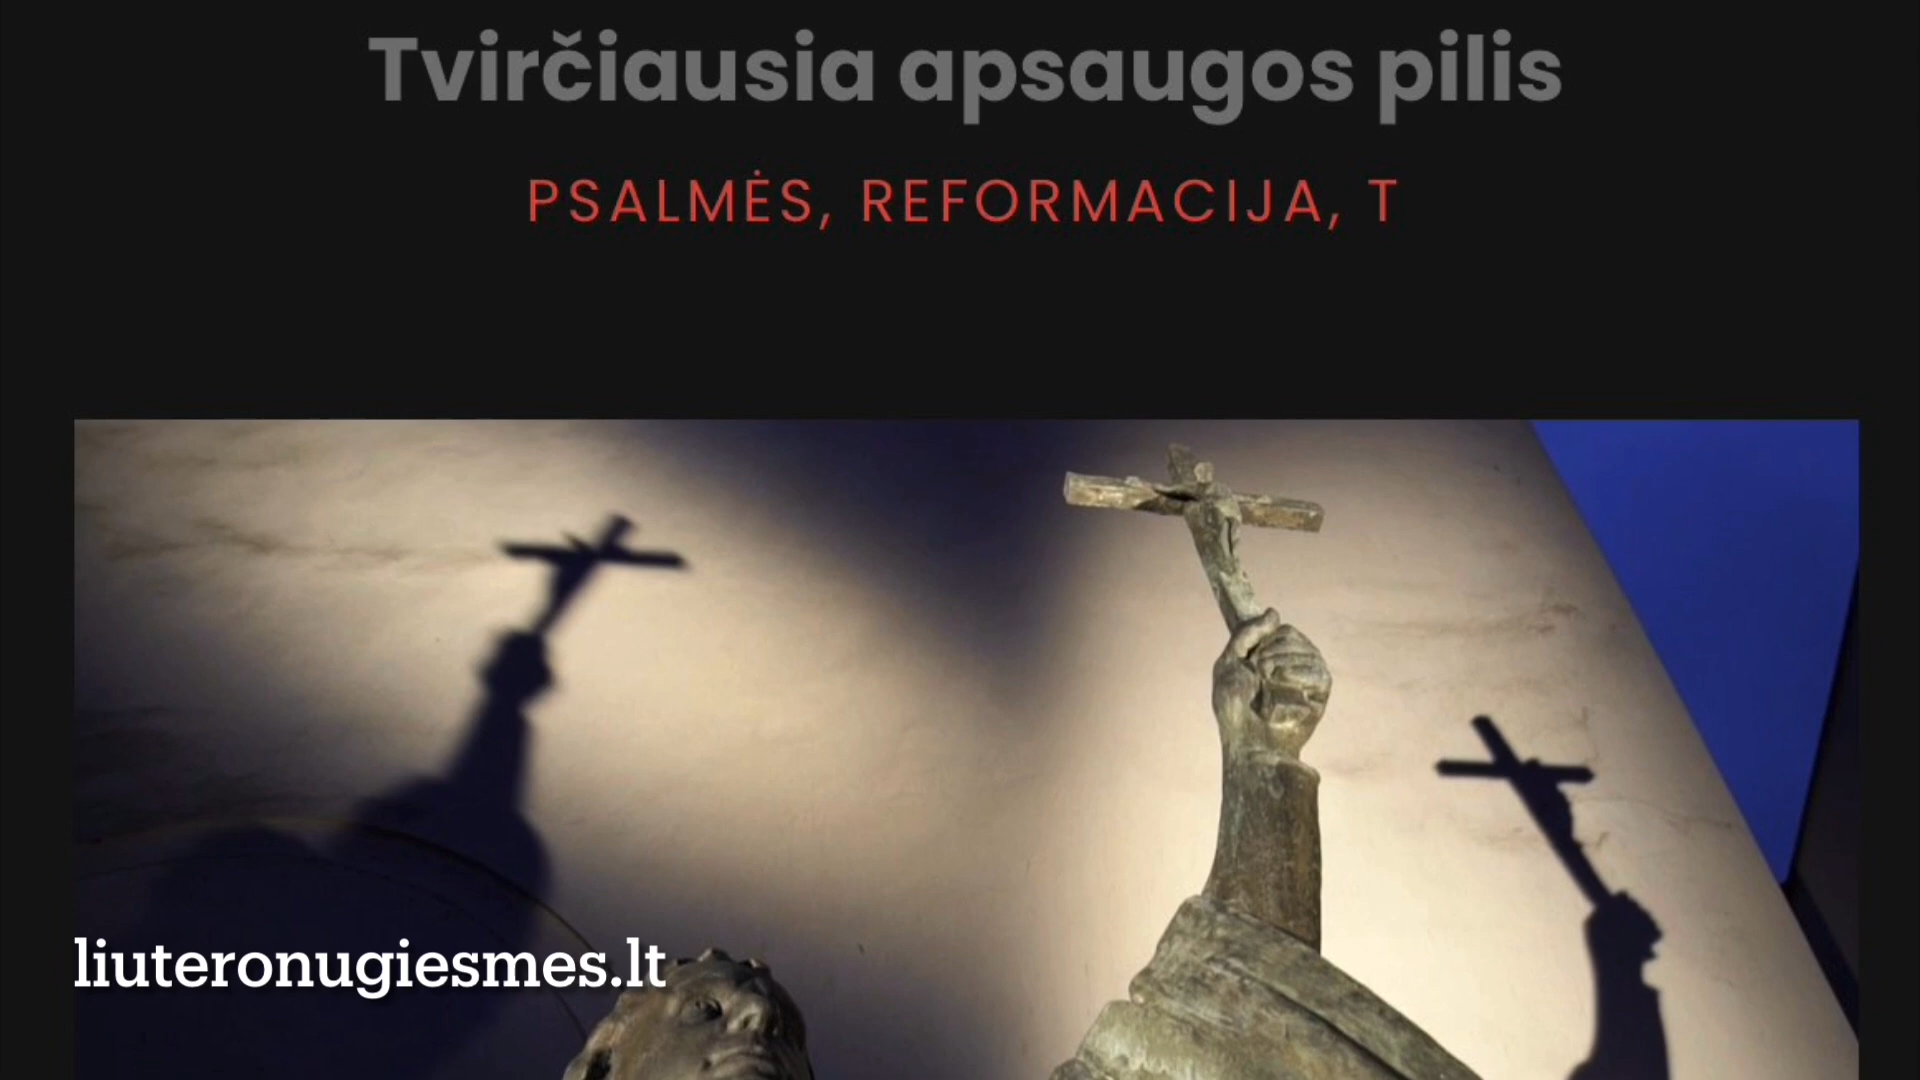 Tvirčiausia apsaugos pilis
PSALMĖS, REFORMACIJA, T
liuteronugiesmes.lt